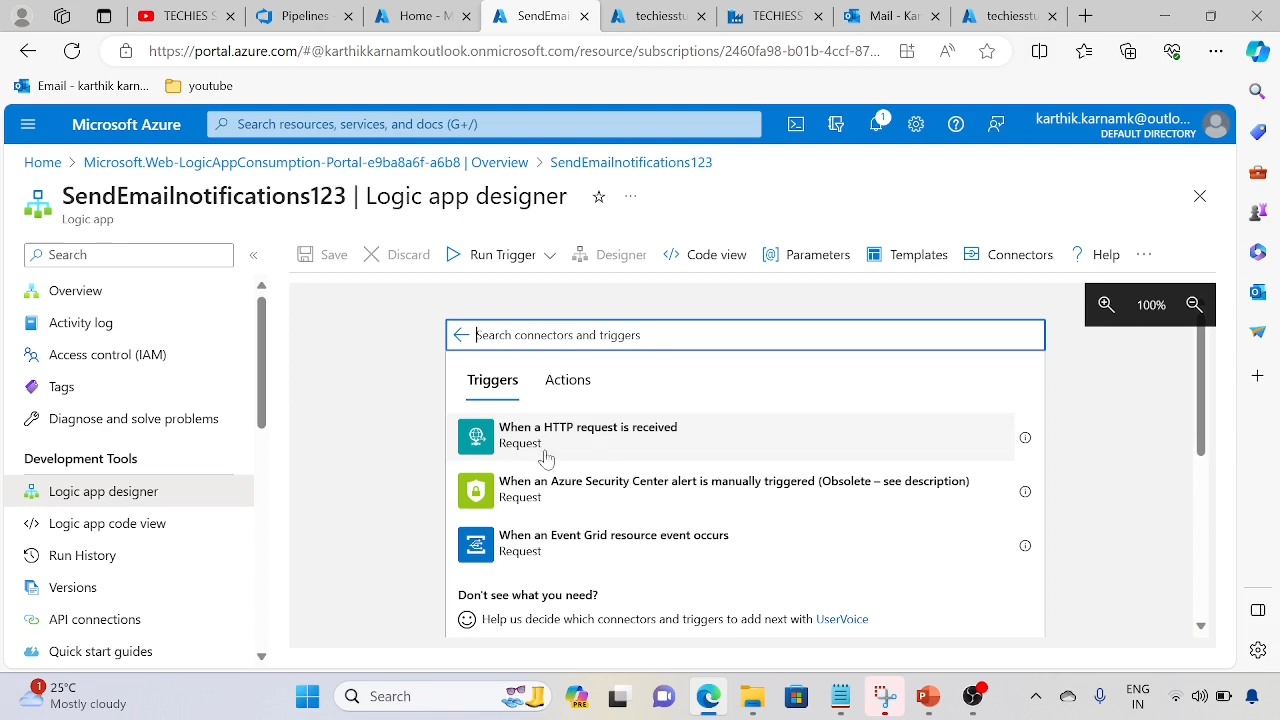 TECHIES S
Pipelines -
Home - M
SendEmai
techiesstu
TECHIESS
Mail - Kar
techiesstu
https://portal.azure.com/#@karthikkarnamkoutlook.onmicrosoft.com/resource/subscriptions/2460fa98-b01b-4ccf-87...
Email - karthik karn...
youtube
Microsoft Azure
Search resources, services, and docs (G+/)
1
karthik.karnamk@outlo...
DEFAULT DIRECTORY
Home > Microsoft.Web-LogicAppConsumption-Portal-e9ba8a6f-a6b8 | Overview > SendEmailnotifications123
SendEmailnotifications123 | Logic app designer
Logic app
Search
Save
Discard
Run Trigger
Designer
Code view
Parameters
Templates
Connectors
Help
Overview
Activity log
Access control (IAM)
Tags
Diagnose and solve problems
Development Tools
Logic app designer
Logic app code view
Run History
Versions
API connections
Quick start guides
100%
Search connectors and triggers
Triggers
Actions
When a HTTP request is received
Request
When an Azure Security Center alert is manually triggered (Obsolete – see description)
Request
When an Event Grid resource event occurs
Request
Don't see what you need?
Help us decide which connectors and triggers to add next with UserVoice
1
25°C
Mostly cloudy
Search
PRE
ENG
IN